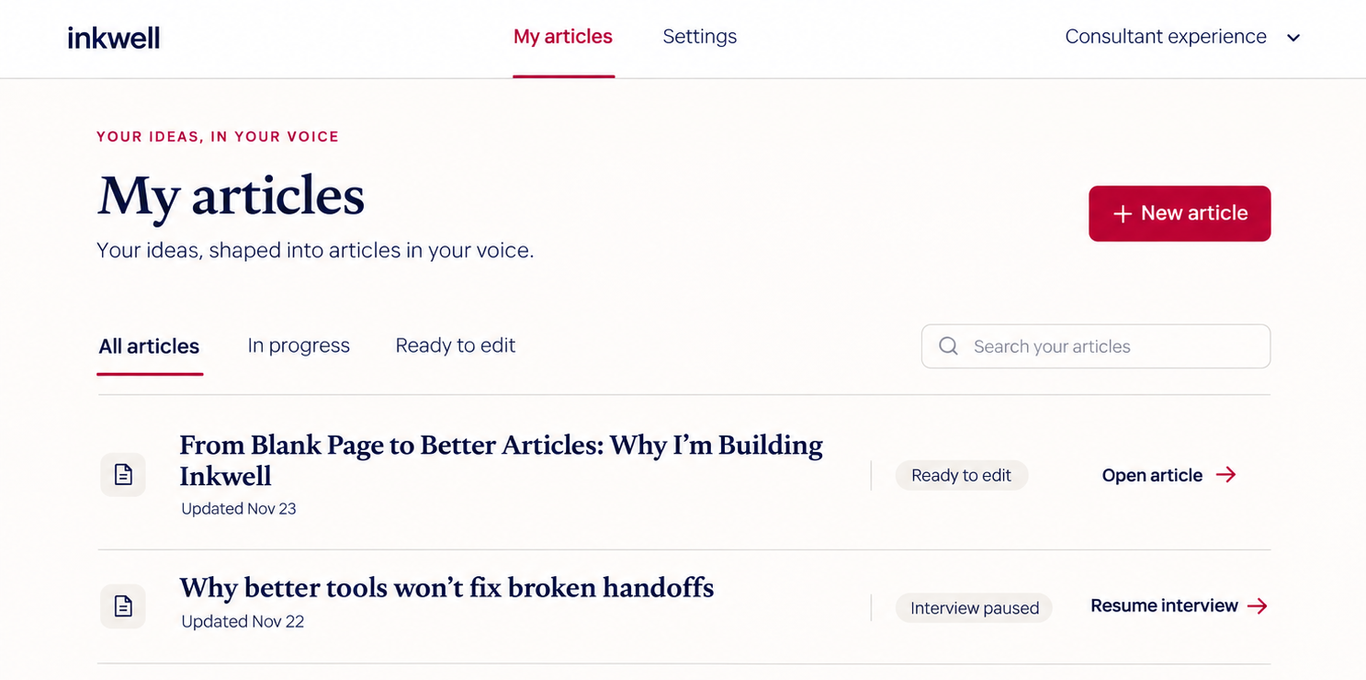 inkwell
My articles
Settings
Consultant experience
YOUR IDEAS, IN YOUR VOICE
My articles
Your ideas, shaped into articles in your voice.
+ New article
All articles
In progress
Ready to edit
Search your articles
From Blank Page to Better Articles: Why I’m Building
Inkwell
Updated Nov 23
Ready to edit
Open article →
Why better tools won’t fix broken handoffs
Updated Nov 22
Interview paused
Resume interview →